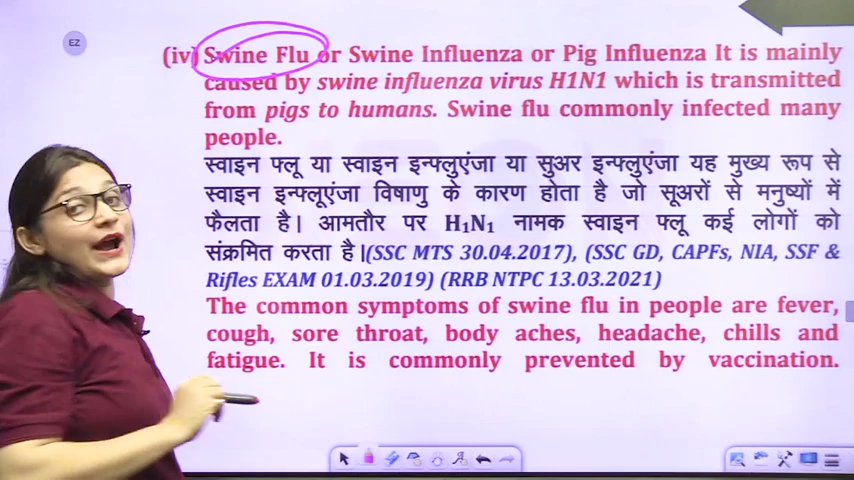 EZ
(iv) Swine Flu or Swine Influenza or Pig Influenza It is mainly
caused by swine influenza virus H1N1 which is transmitted
from pigs to humans. Swine flu commonly infected many
people.
स्वाइन फ्लू या स्वाइन इन्फ्लुएंजा या सुअर इन्फ्लुएंजा यह मुख्य रूप से
स्वाइन इन्फ्लूएंजा विषाणु के कारण होता है जो सूअरों से मनुष्यों में
फैलता है। आमतौर पर H₁N₁ नामक स्वाइन फ्लू कई लोगों को
संक्रमित करता है।(SSC MTS 30.04.2017), (SSC GD, CAPFs, NIA, SSF &
Rifles EXAM 01.03.2019) (RRB NTPC 13.03.2021)
The common symptoms of swine flu in people are fever,
cough, sore throat, body aches, headache, chills and
fatigue. It is commonly prevented by vaccination.